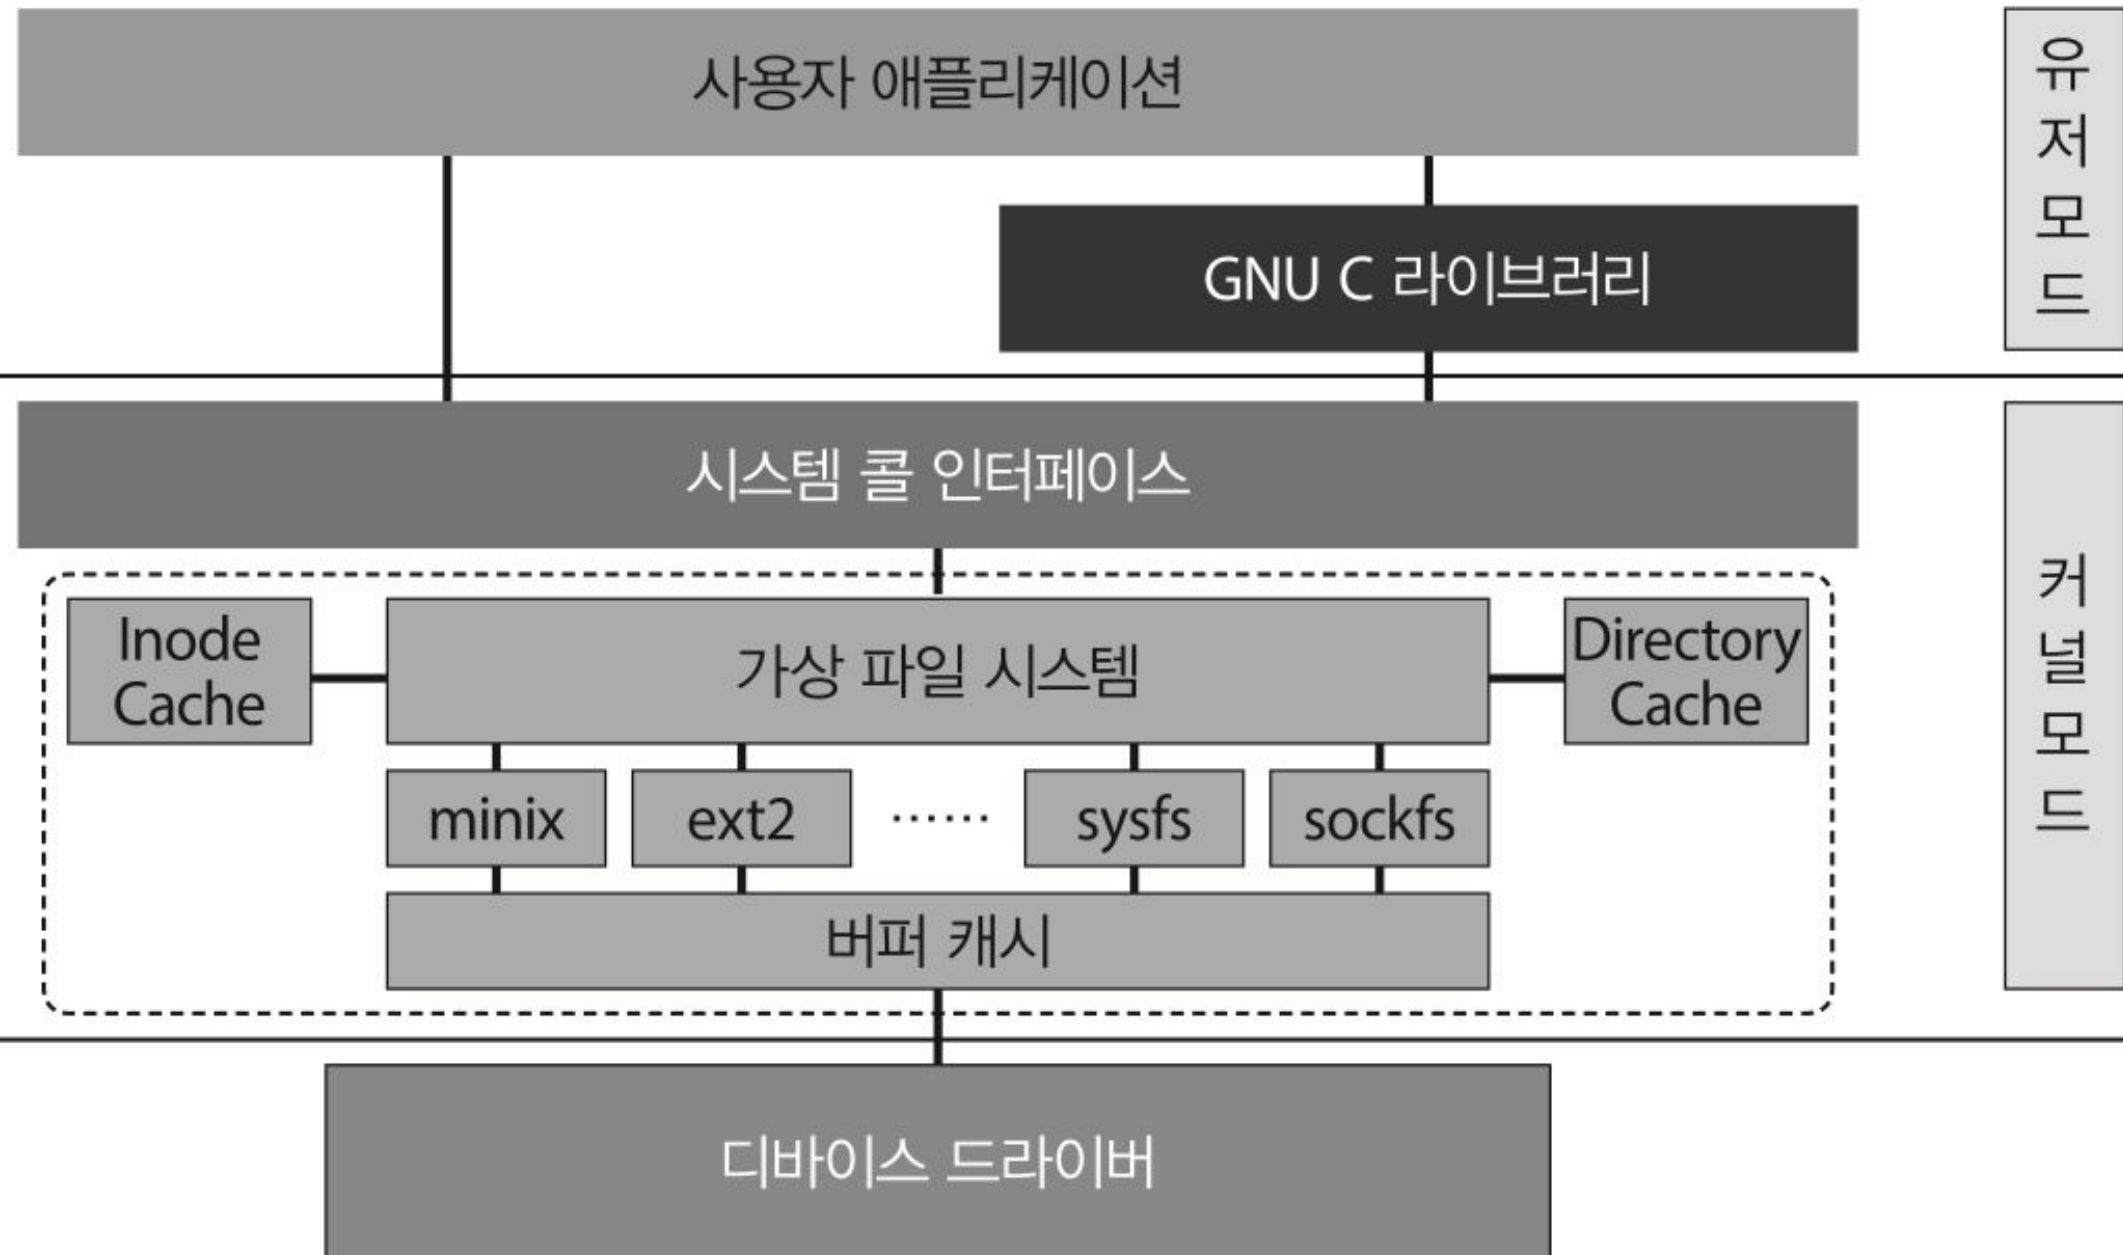 사용자 애플리케이션
유저모드
GNU C 라이브러리
시스템 콜 인터페이스
커널모드
Inode
Cache
가상 파일 시스템
Directory
Cache
minix
ext2
······
sysfs
sockfs
버퍼 캐시
디바이스 드라이버